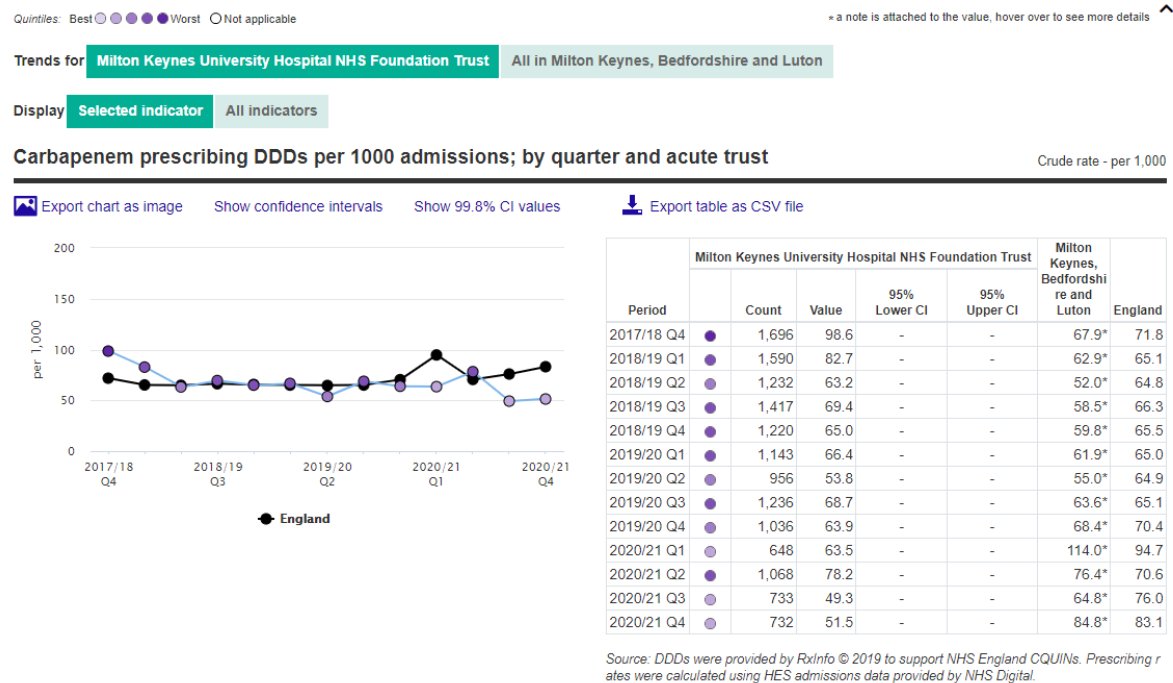 Quintiles: Best Worst Not applicable
* a note is attached to the value, hover over to see more details
Trends for Milton Keynes University Hospital NHS Foundation Trust All in Milton Keynes, Bedfordshire and Luton
Display Selected indicator All indicators
Carbapenem prescribing DDDs per 1000 admissions; by quarter and acute trust
Crude rate - per 1,000
Export chart as image Show confidence intervals Show 99.8% CI values
200
150
100
50
0
per 1,000
2017/18 2018/19 2019/20 2020/21 2020/21
Q4 Q3 Q2 Q1 Q4
England
Export table as CSV file
Milton Keynes University Hospital NHS Foundation Trust
Milton
Keynes,
Bedfordshi
re and
Luton
England
Period Count Value
95%
Lower CI
95%
Upper CI
2017/18 Q4 1,696 98.6 - - 67.9* 71.8
2018/19 Q1 1,590 82.7 - - 62.9* 65.1
2018/19 Q2 1,232 63.2 - - 52.0* 64.8
2018/19 Q3 1,417 69.4 - - 58.5* 66.3
2018/19 Q4 1,220 65.0 - - 59.8* 65.5
2019/20 Q1 1,143 66.4 - - 61.9* 65.0
2019/20 Q2 956 53.8 - - 55.0* 64.9
2019/20 Q3 1,236 68.7 - - 63.6* 65.1
2019/20 Q4 1,036 63.9 - - 68.4* 70.4
2020/21 Q1 648 63.5 - - 114.0* 94.7
2020/21 Q2 1,068 78.2 - - 76.4* 70.6
2020/21 Q3 733 49.3 - - 64.8* 76.0
2020/21 Q4 732 51.5 - - 84.8* 83.1
Source: DDDs were provided by RxInfo © 2019 to support NHS England CQUINs. Prescribing r
ates were calculated using HES admissions data provided by NHS Digital.